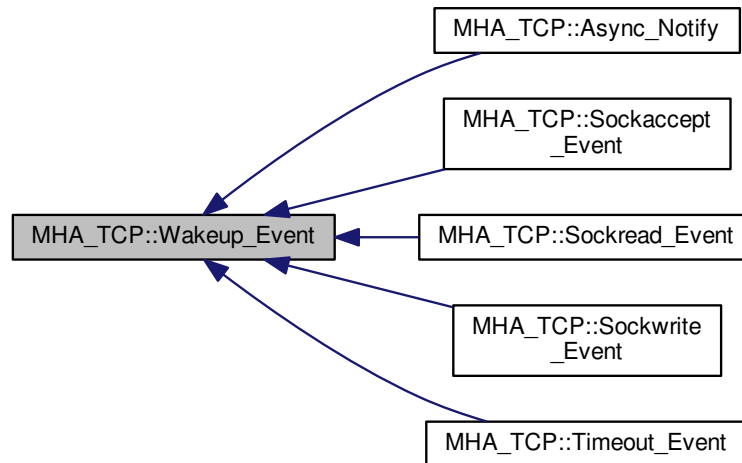 MHA_TCP::Async_Notify
MHA_TCP::Sockaccept
_Event
MHA_TCP::Wakeup_Event
MHA_TCP::Sockread_Event
MHA_TCP::Sockwrite
_Event
MHA_TCP::Timeout_Event